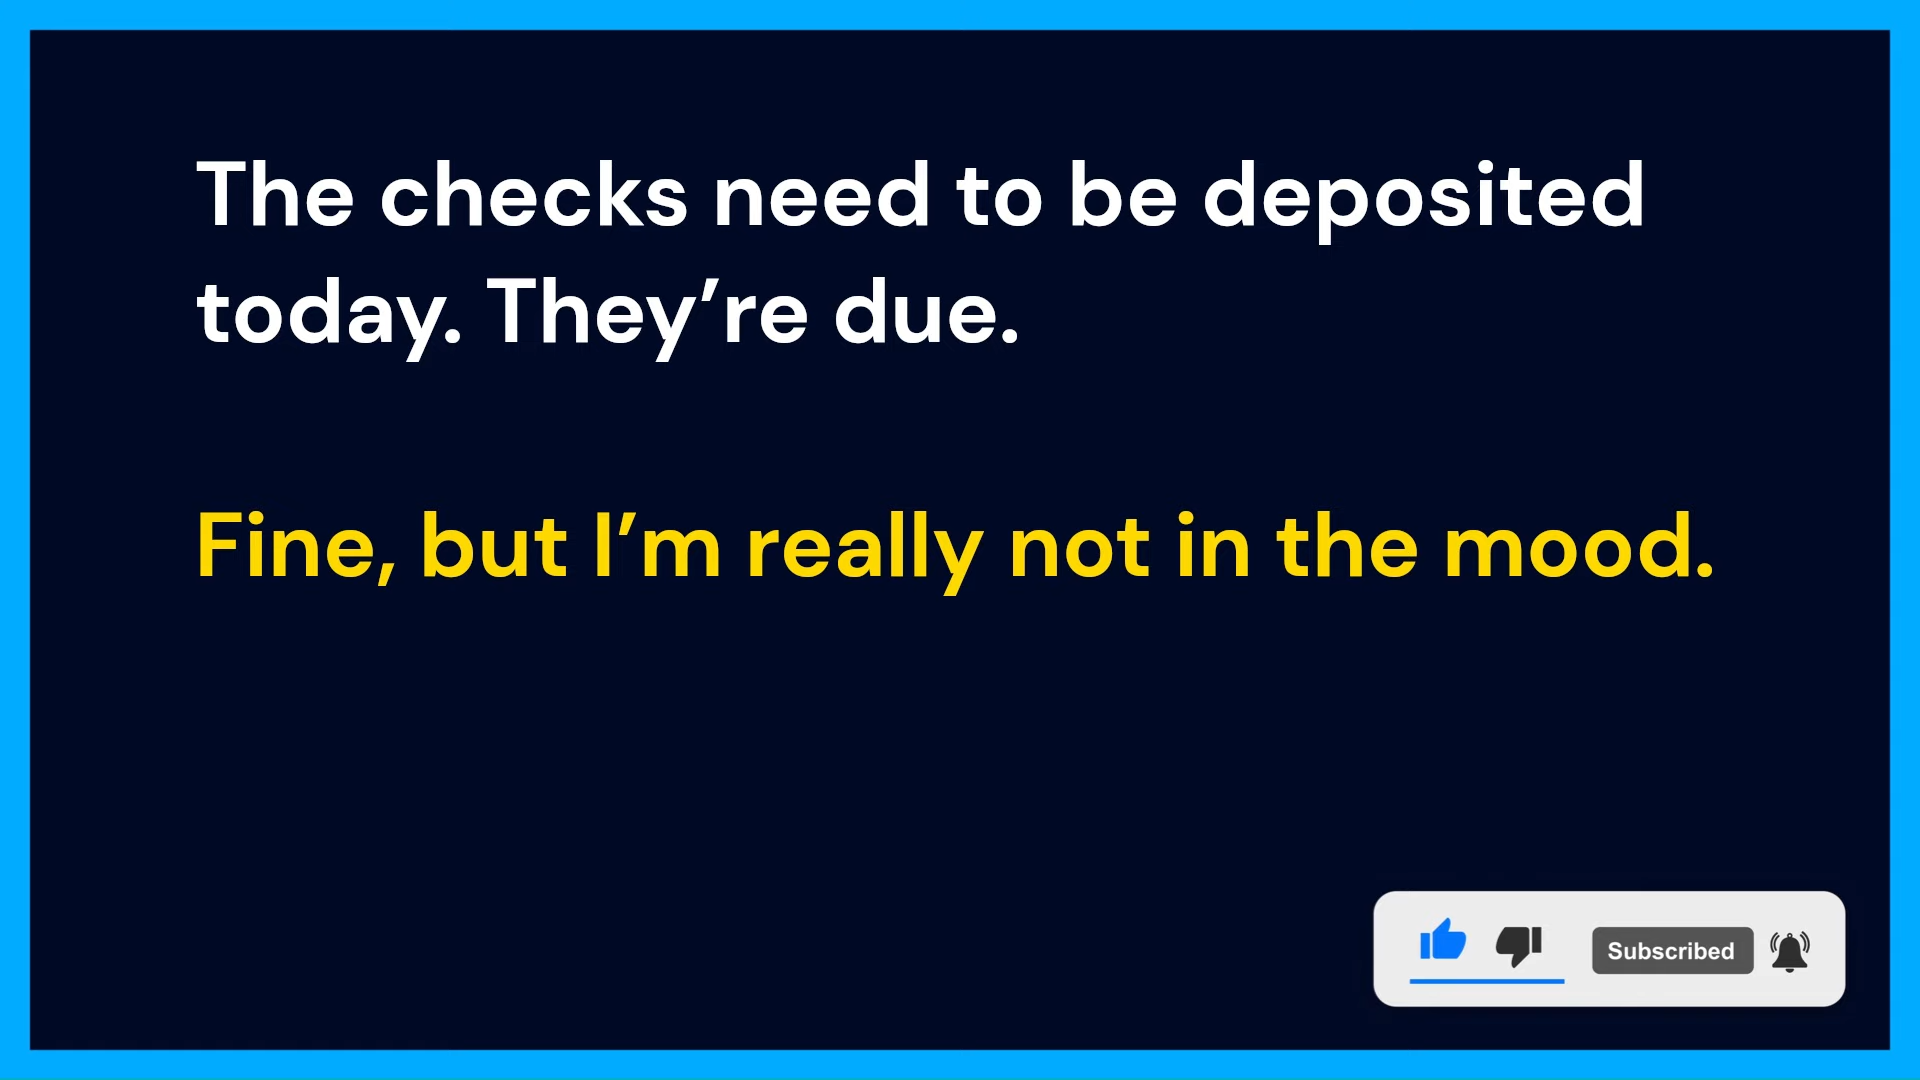 The checks need to be deposited
today. They’re due.
Fine, but I’m really not in the mood.
Subscribed